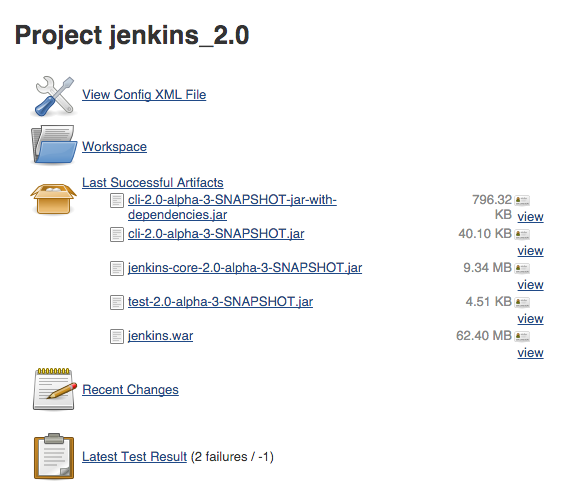 Project jenkins_2.0
View Config XML File
Workspace
Last Successful Artifacts
cli-2.0-alpha-3-SNAPSHOT-jar-with- 796.32
dependencies.jar KB view
cli-2.0-alpha-3-SNAPSHOT.jar 40.10 KB
view
jenkins-core-2.0-alpha-3-SNAPSHOT.jar 9.34 MB
view
test-2.0-alpha-3-SNAPSHOT.jar 4.51 KB
view
jenkins.war 62.40 MB
view
Recent Changes
Latest Test Result (2 failures / -1)